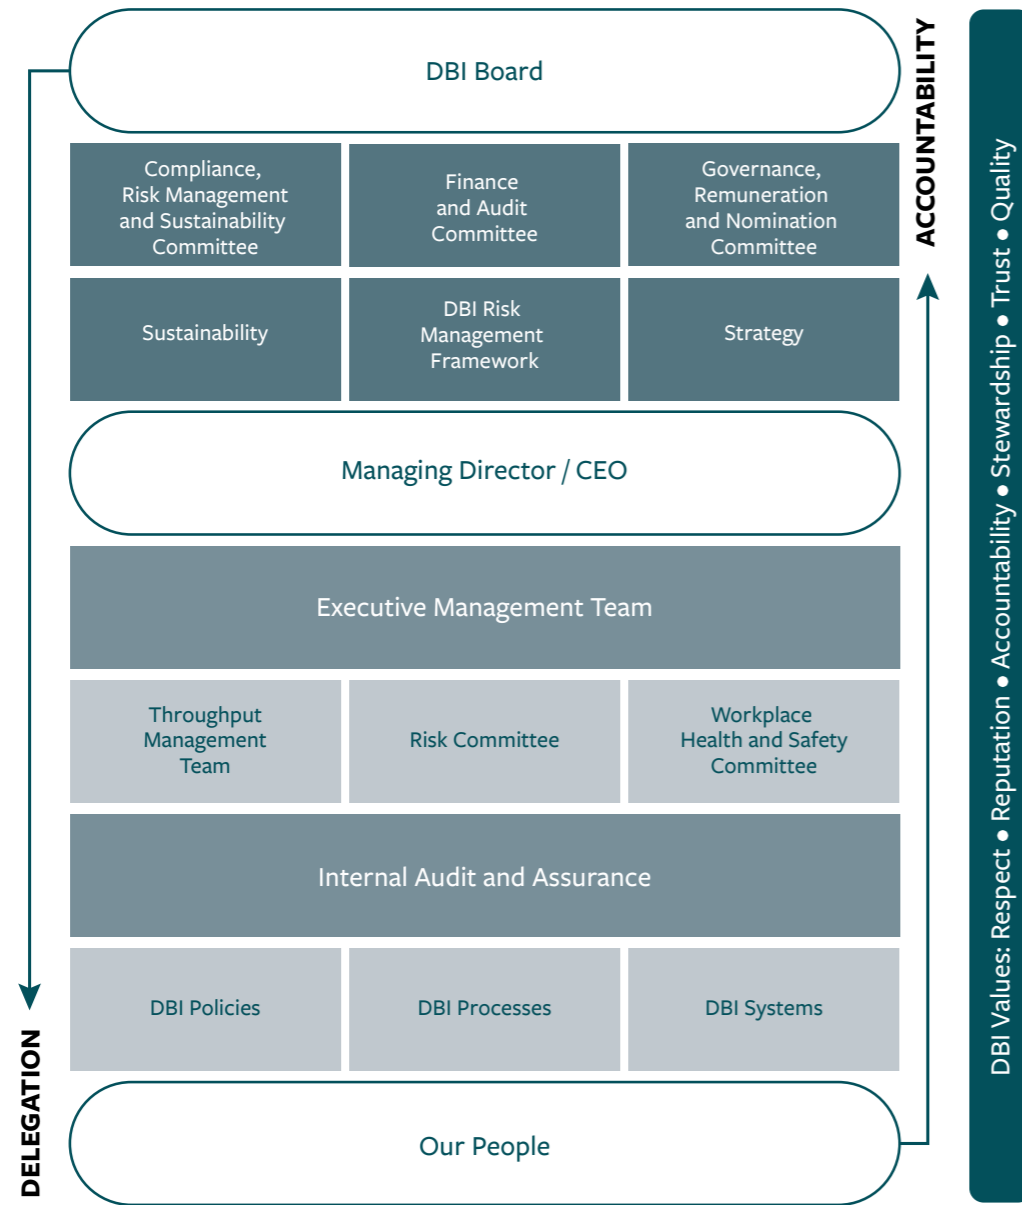 DBI Board
Compliance,
Risk Management
and Sustainability
Committee
Finance
and Audit
Committee
Governance,
Remuneration
and Nomination
Committee
Sustainability
DBI Risk
Management
Framework
Strategy
Managing Director / CEO
Executive Management Team
Throughput
Management
Team
Risk Committee
Workplace
Health and Safety
Committee
Internal Audit and Assurance
DBI Policies
DBI Processes
DBI Systems
Our People
DELEGATION
ACCOUNTABILITY
DBI Values: Respect ● Reputation ● Accountability ● Stewardship ● Trust ● Quality